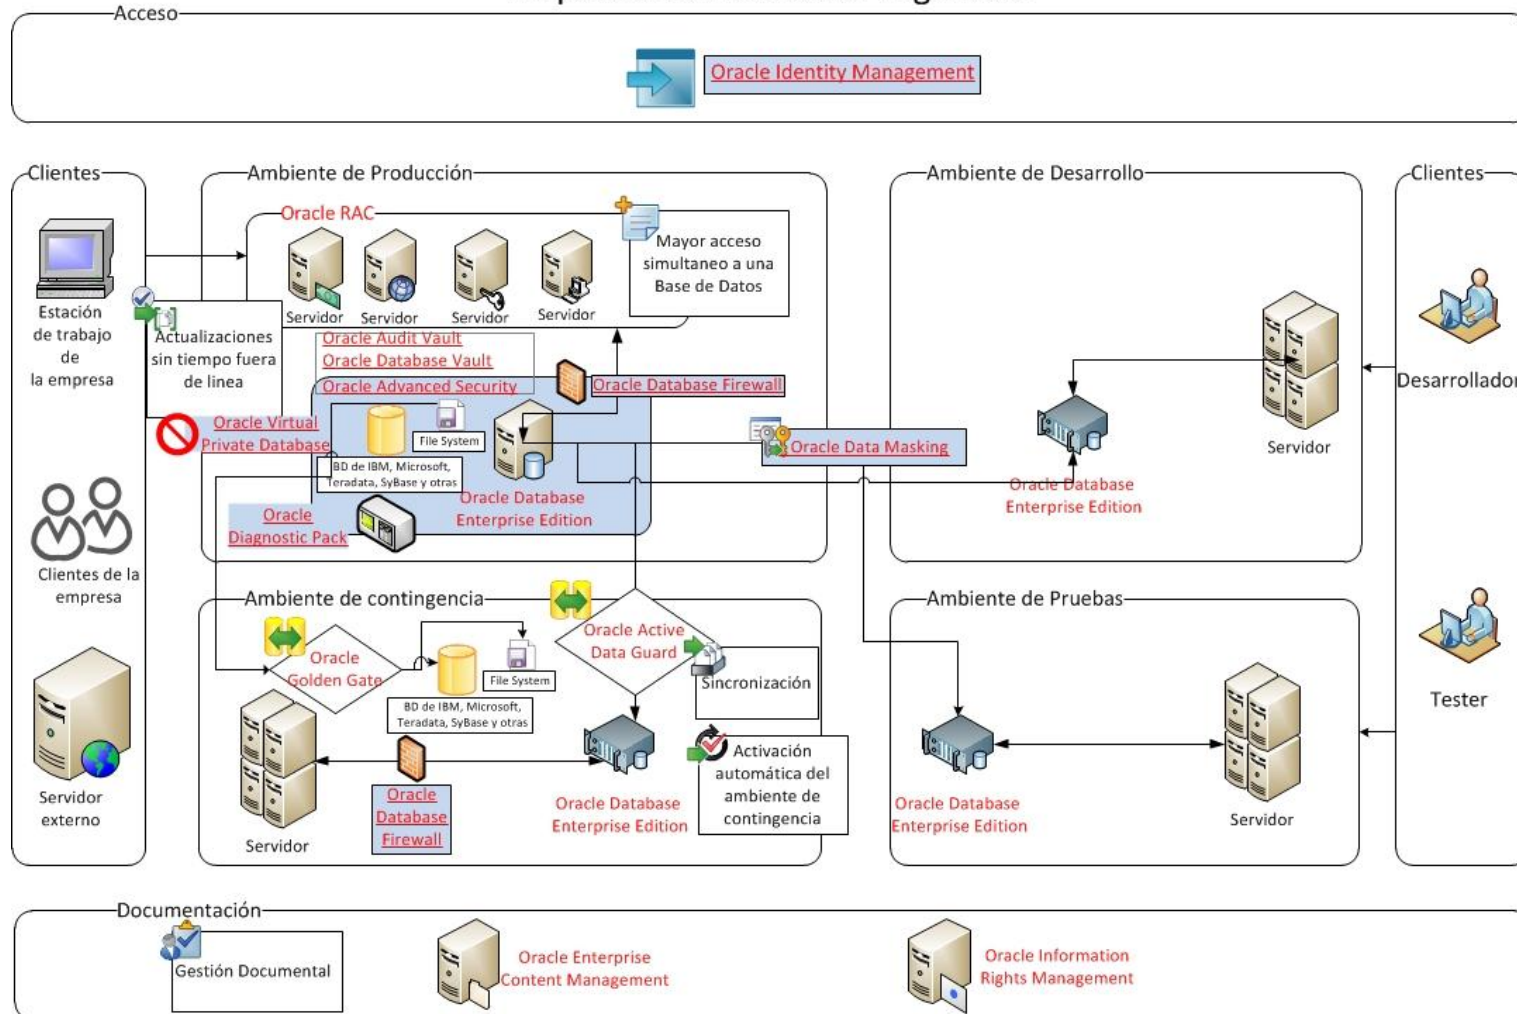 Acceso
Oracle Identity Management
Clientes
Estación
de trabajo
de
la empresa
Clientes de la
empresa
Servidor
externo
Actualizaciones
sin tiempo fuera
de linea
Oracle Virtual
Private Database
Ambiente de Producción
Oracle RAC
Servidor
Servidor
Servidor
Servidor
Mayor acceso
simultaneo a una
Base de Datos
Oracle Audit Vault
Oracle Database Vault
Oracle Advanced Security
Oracle Database Firewall
File System
BD de IBM, Microsoft,
Teradata, SyBase y otras
Oracle Database
Enterprise Edition
Oracle
Diagnostic Pack
Oracle Data Masking
Ambiente de Desarrollo
Servidor
Oracle Database
Enterprise Edition
Clientes
Desarrollador
Tester
Ambiente de contingencia
Oracle
Golden Gate
File System
BD de IBM, Microsoft,
Teradata, SyBase y otras
Oracle Active
Data Guard
Sincronización
Servidor
Oracle
Database
Firewall
Oracle Database
Enterprise Edition
Activación
automática del
ambiente de
contingencia
Ambiente de Pruebas
Oracle Database
Enterprise Edition
Servidor
Documentación
Gestión Documental
Oracle Enterprise
Content Management
Oracle Information
Rights Management